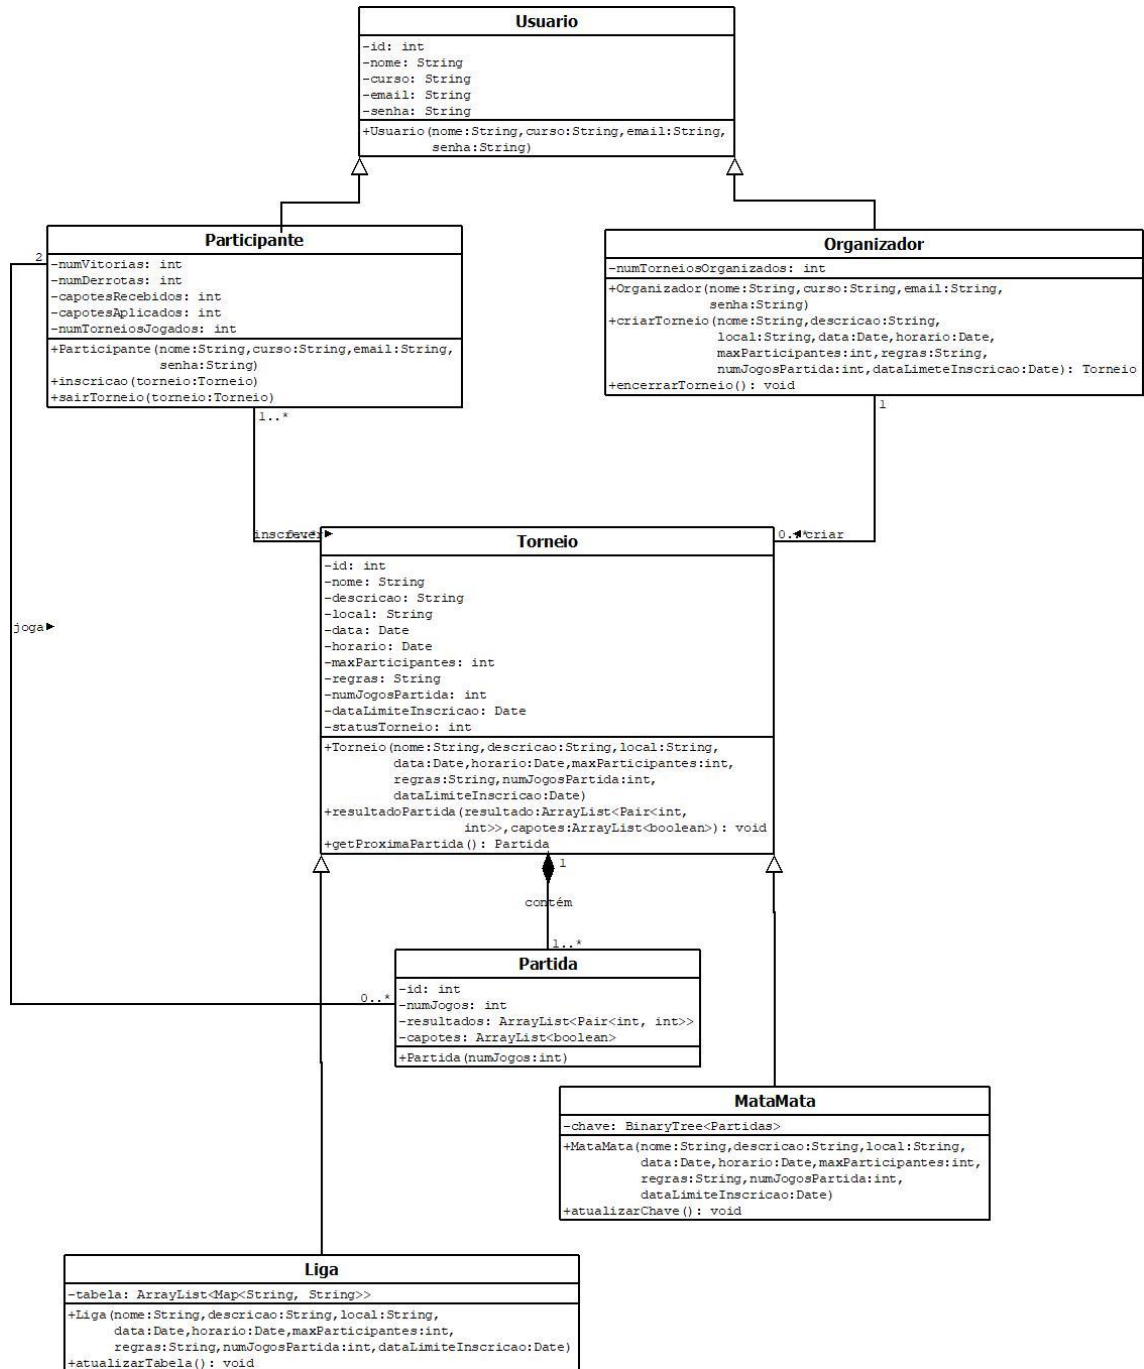 Usuario
-id: int
-nome: String
-curso: String
-email: String
-senha: String
+Usuario(nome:String,curso:String,email:String,
senha:String)
Participante
-numVitorias: int
-numDerrotas: int
-capotesRecebidos: int
-capotesAplicados: int
-numTorneiosJogados: int
+Participante(nome:String,curso:String,email:String,
senha:String)
+inscricao(torneio:Torneio)
+sairTorneio(torneio:Torneio)
2
1..*
Organizador
-numTorneiosOrganizados: int
+Organizador(nome:String,curso:String,email:String,
senha:String)
+criarTorneio(nome:String,descricao:String,
local:String,data:Date,horario:Date,
maxParticipantes:int,regras:String,
numJogosPartida:int,dataLimeteInscricao:Date): Torneio
+encerrarTorneio(): void
1
0..*
criar
joga
Torneio
-id: int
-nome: String
-descricao: String
-local: String
-data: Date
-horario: Date
-maxParticipantes: int
-regras: String
-numJogosPartida: int
-dataLimiteInscricao: Date
-statusTorneio: int
+Torneio(nome:String,descricao:String,local:String,
data:Date,horario:Date,maxParticipantes:int,
regras:String,numJogosPartida:int,
dataLimiteInscricao:Date)
+resultadoPartida(resultado:ArrayList<Pair<int,
int>>,capotes:ArrayList<boolean>): void
+getProximaPartida(): Partida
1
contém
1..*
Partida
-id: int
-numJogos: int
-resultados: ArrayList<Pair<int, int>>
-capotes: ArrayList<boolean>
+Partida(numJogos:int)
0..*
MataMata
-chave: BinaryTree<Partidas>
+MataMata(nome:String,descricao:String,local:String,
data:Date,horario:Date,maxParticipantes:int,
regras:String,numJogosPartida:int,
dataLimiteInscricao:Date)
+atualizarChave(): void
Liga
-tabela: ArrayList<Map<String, String>>
+Liga(nome:String,descricao:String,local:String,
data:Date,horario:Date,maxParticipantes:int,
regras:String,numJogosPartida:int,dataLimiteInscricao:Date)
+atualizarTabela(): void